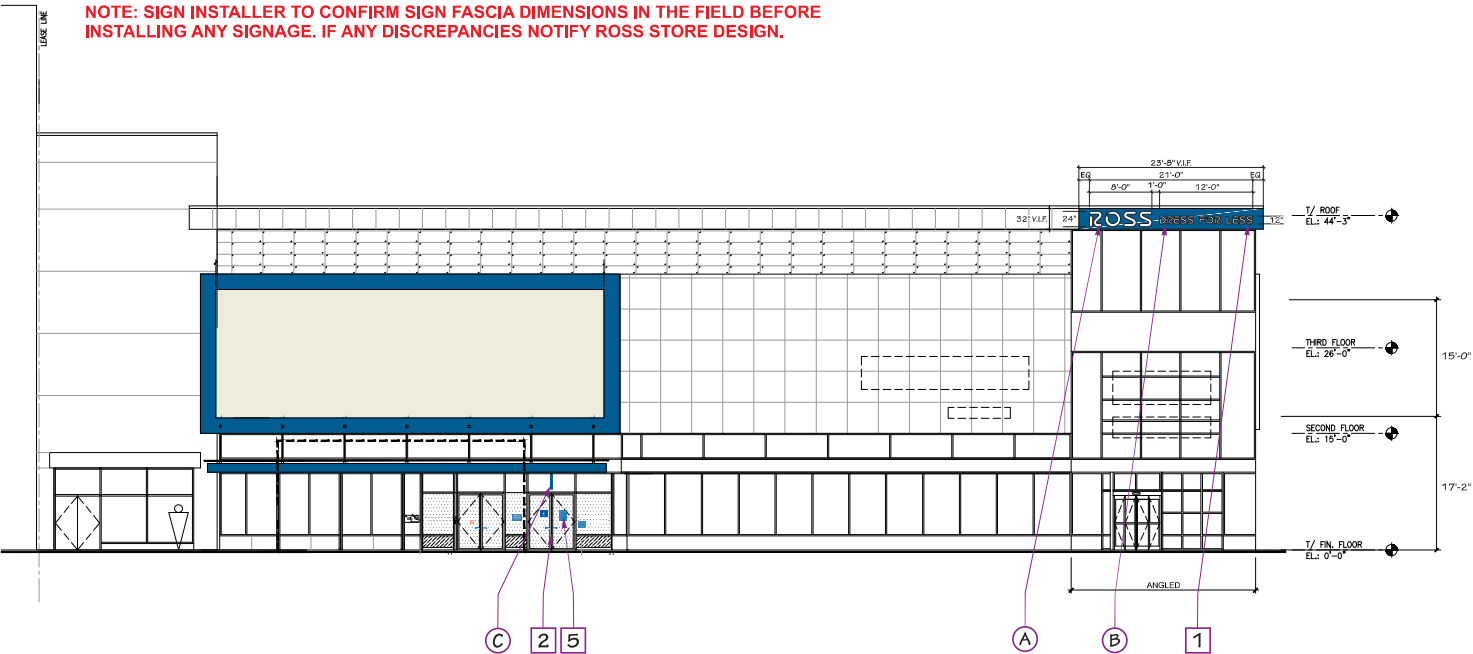 NOTE: SIGN INSTALLER TO CONFIRM SIGN FASCIA DIMENSIONS IN THE FIELD BEFORE
INSTALLING ANY SIGNAGE. IF ANY DISCREPANCIES NOTIFY ROSS STORE DESIGN.
LEASE LINE
23'-8" V.I.F.
EQ 21'-0" EQ
8'-0" 1'-0" 12'-0"
32" V.I.F. 24" ROSS DRESS FOR LESS 12"
T/ ROOF
EL.: 44'-3"
THIRD FLOOR
EL.: 26'-0"
15'-0"
SECOND FLOOR
EL.: 15'-0"
17'-2"
T/ FIN. FLOOR
EL.: 0'-0"
ANGLED
C 2 5 A B 1